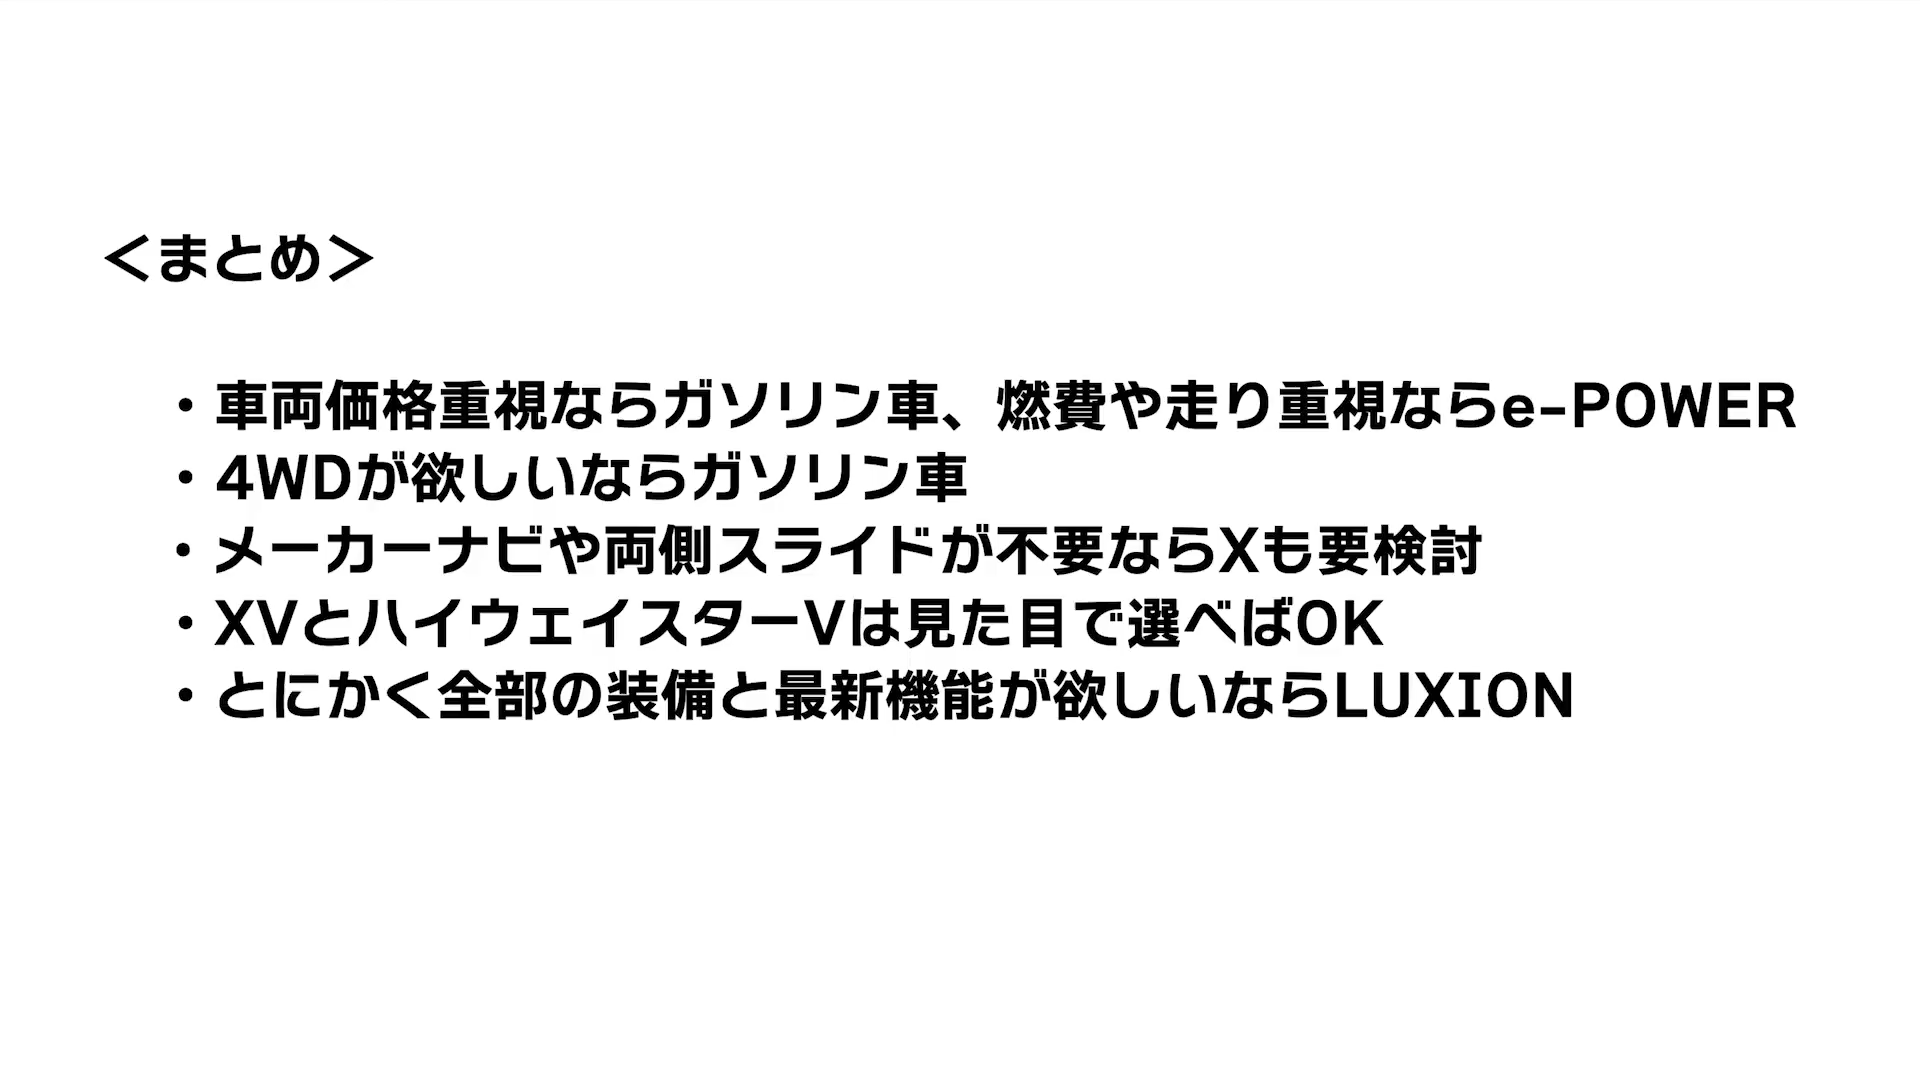 ＜まとめ＞
・車両価格重視ならガソリン車、燃費や走り重視ならe-POWER
・4WDが欲しいならガソリン車
・メーカーナビや両側スライドが不要ならXも要検討
・XVとハイウェイスターVは見た目で選べばOK
・とにかく全部の装備と最新機能が欲しいならLUXION